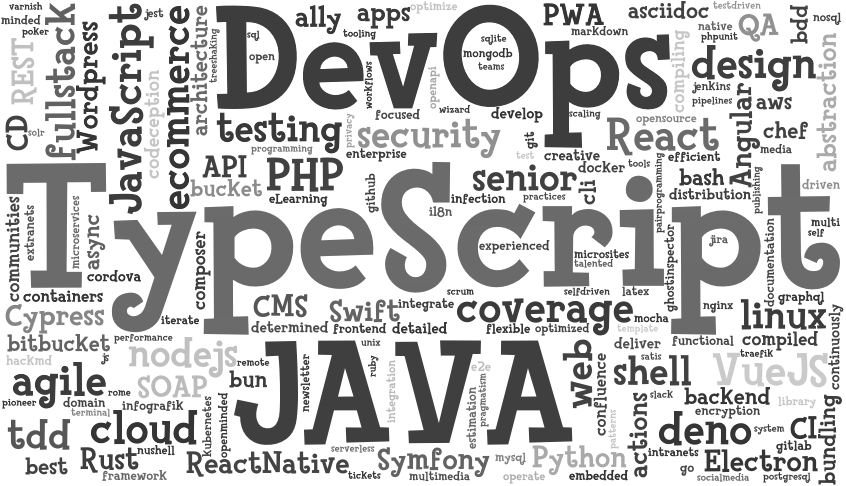 varnish
minded
poker
REST
fullstack
Wordpress
CD
solr
JavaScript
jest
codeception
ecommerce
architecture
treeshaking
sql
open
DevOps
ally
apps
optimize
tooling
workflows
focused
openapi
wizard
sqlite
mongodb
teams
develop
PWA
markdown
scaling
asciidoc
native
phpunit
testdriven
QA
bdd
nosql
compiling
design
jenkins
pipelines
aws
abstraction
testing
programming
privacy
security
enterprise
git
test
creative
opensource
React
efficient
Angular
chef
media
API
bucket
PHP
eLearning
github
i18n
infection
senior
practices
cli
docker
tools
pairprogramming
bash
distribution
publishing
driven
TypeScript
communities
extranets
microservices
async
cordova
containers
composer
experienced
microsites
talented
ghostinspector
jira
documentation
multi
self
Cypress
bitbucket
hackmd
js
iterate
performance
CMS
determined
Swift
frontend
integrate
detailed
scrum
coverage
flexible
optimized
selfdriven
latex
mocha
template
nginx
functional
linux
graphql
compiled
traefik
continuously
nodejs
SOAP
remote
bun
JAVA
newsletter
unix
ruby
integration
e2e
estimation
pragmatism
web
confluence
deliver
satis
shell
slack
VueJS
library
backend
encryption
agile
rome
pioneer
domain
terminal
infografik
tdd
cloud
best
Rust
nushell
framework
kubernetes
openminded
ReactNative
serverless
tickets
Symfony
multimedia
mysql
operate
Python
embedded
patterns
actions
deno
intranets
system
CI
gitlab
go
Electron
socialmedia
postgresql
bundling